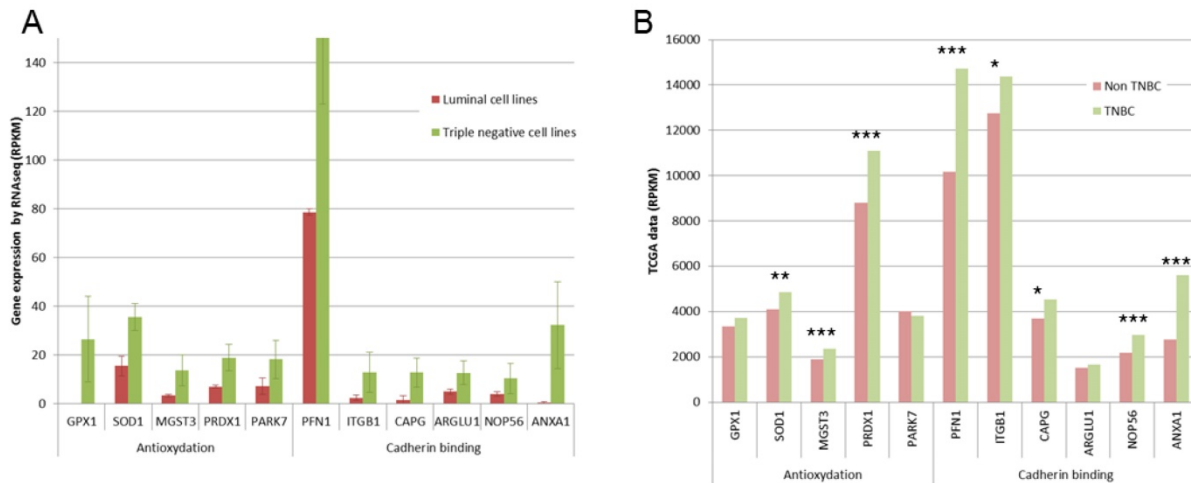 A
Gene expression by RNAseq (RPKM)
140
120
100
80
60
40
20
0
Luminal cell lines
Triple negative cell lines
GPX1 SOD1 MGST3 PRDX1 PARK7 PFN1 ITGB1 CAPG ARGLU1 NOP56 ANXA1
Antioxydation Cadherin binding
B
TCGA data (RPKM)
16000
14000
12000
10000
8000
6000
4000
2000
0
Non TNBC
TNBC
** *** *** *** * * *** ***
GPX1 SOD1 MGST3 PRDX1 PARK7 PFN1 ITGB1 CAPG ARGLU1 NOP56 ANXA1
Antioxydation Cadherin binding